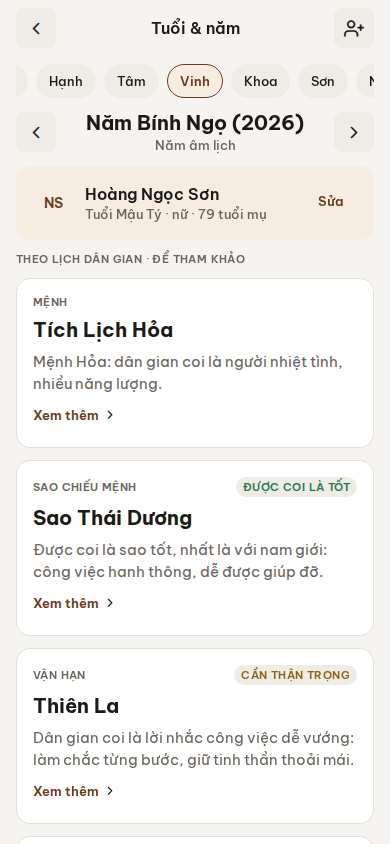 Tuổi & năm
Hạnh
Tâm
Vinh
Khoa
Sơn
Năm Bính Ngọ (2026)
Năm âm lịch
NS
Hoàng Ngọc Sơn
Tuổi Mậu Tý · nữ · 79 tuổi mụ
Sửa
THEO LỊCH DÂN GIAN · ĐỂ THAM KHẢO
MỆNH
Tích Lịch Hỏa
Mệnh Hỏa: dân gian coi là người nhiệt tình,
nhiều năng lượng.
Xem thêm
SAO CHIẾU MỆNH
ĐƯỢC COI LÀ TỐT
Sao Thái Dương
Được coi là sao tốt, nhất là với nam giới:
công việc hanh thông, dễ được giúp đỡ.
Xem thêm
VẬN HẠN
CẨN THẬN TRỌNG
Thiên La
Dân gian coi là lời nhắc công việc dễ vướng:
làm chắc từng bước, giữ tinh thần thoải mái.
Xem thêm